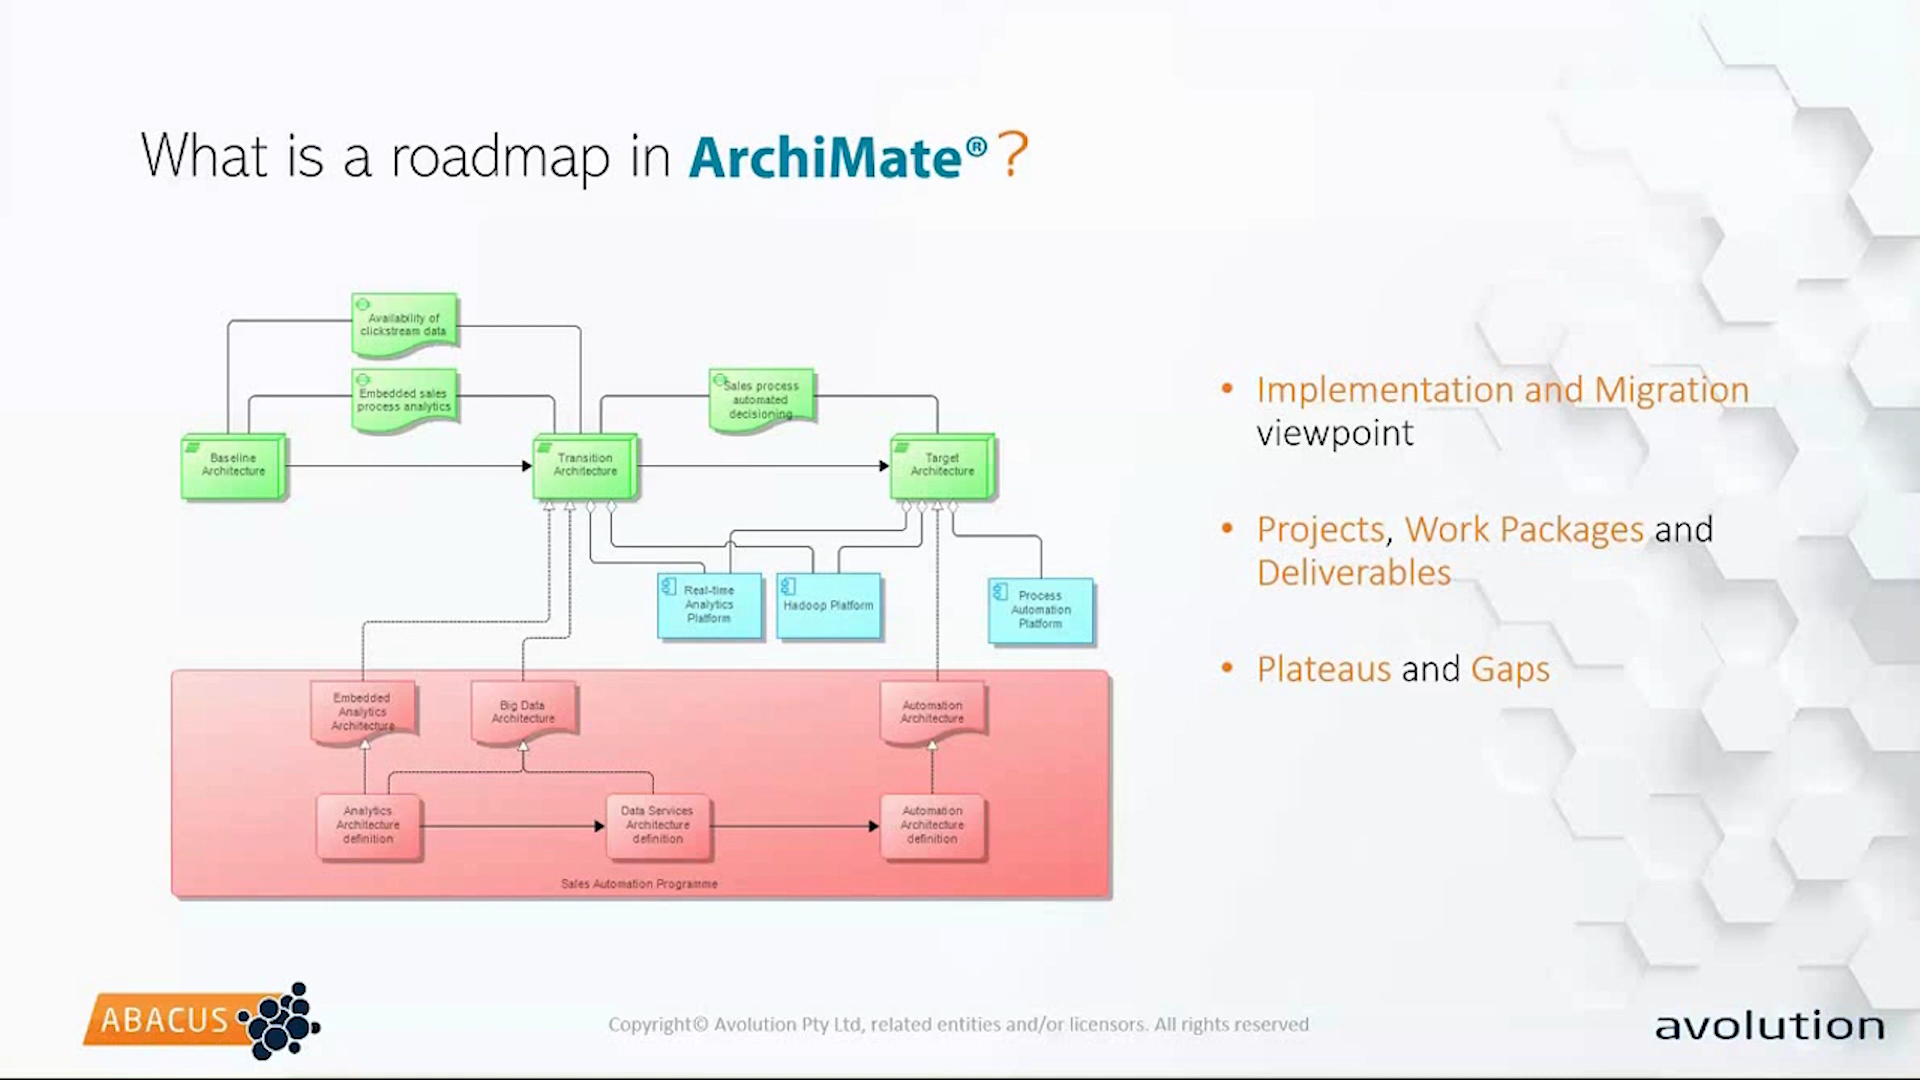 What is a roadmap in ArchiMate®?
Availability of
clickstream data
Embedded sales
process analytics
Sales process
automated
decisioning
Baseline
Architecture
Transition
Architecture
Target
Architecture
Real-time
Analytics
Platform
Hadoop Platform
Process
Automation
Platform
Embedded
Analytics
Architecture
Big Data
Architecture
Automation
Architecture
Analytics
Architecture
definition
Data Services
Architecture
definition
Automation
Architecture
definition
Sales Automation Programme
• Implementation and Migration
viewpoint
• Projects, Work Packages and
Deliverables
• Plateaus and Gaps
ABACUS
Copyright© Avolution Pty Ltd, related entities and/or licensors. All rights reserved
avolution